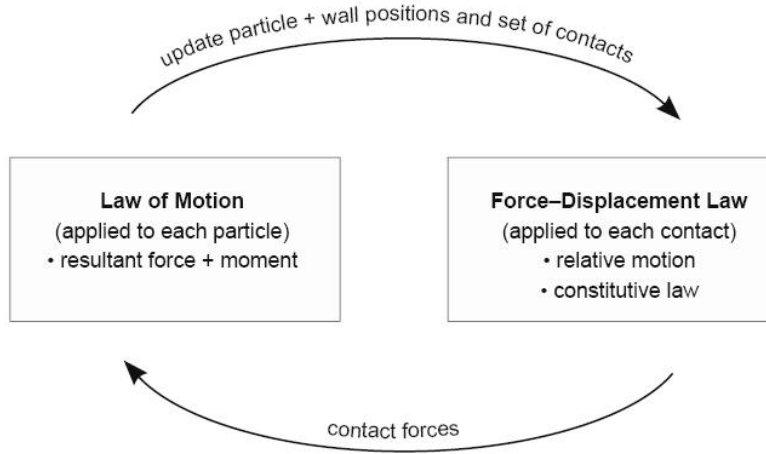 update particle + wall positions and set of contacts
Law of Motion
(applied to each particle)
• resultant force + moment
Force–Displacement Law
(applied to each contact)
• relative motion
• constitutive law
contact forces